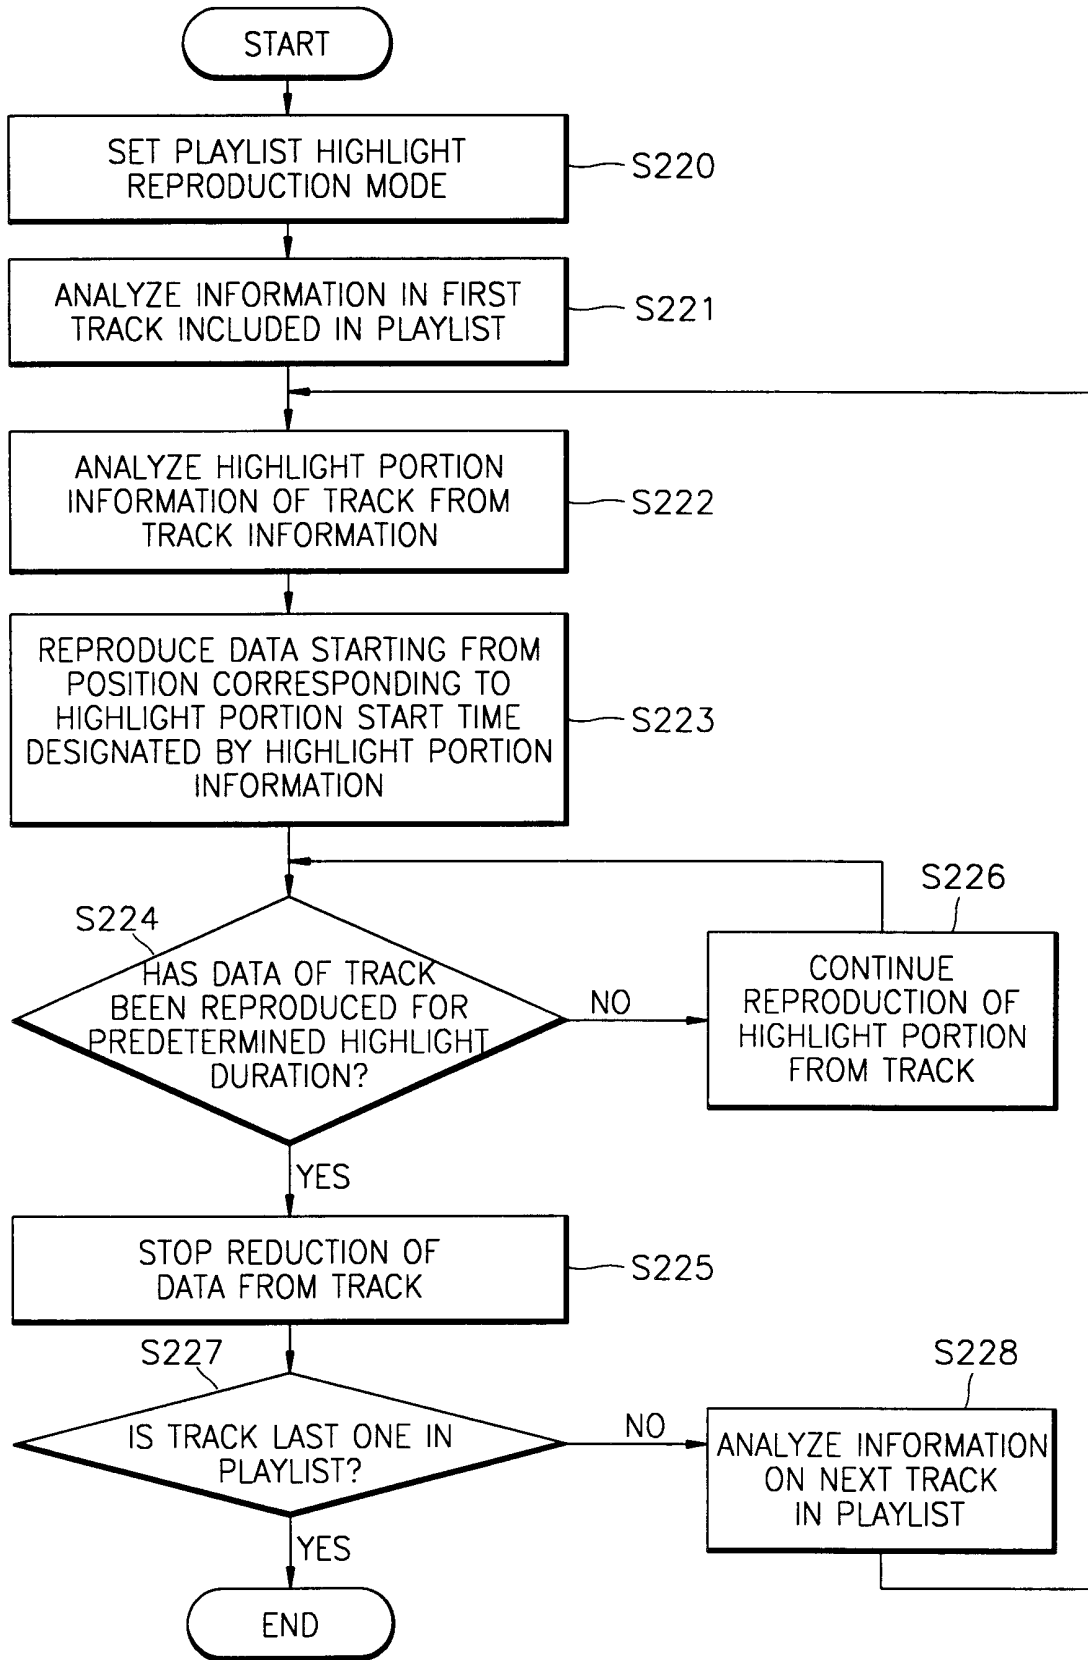 START
SET PLAYLIST HIGHLIGHT
REPRODUCTION MODE
S220
ANALYZE INFORMATION IN FIRST
TRACK INCLUDED IN PLAYLIST
S221
ANALYZE HIGHLIGHT PORTION
INFORMATION OF TRACK FROM
TRACK INFORMATION
S222
REPRODUCE DATA STARTING FROM
POSITION CORRESPONDING TO
HIGHLIGHT PORTION START TIME
DESIGNATED BY HIGHLIGHT PORTION
INFORMATION
S223
S224
HAS DATA OF TRACK
BEEN REPRODUCED FOR
PREDETERMINED HIGHLIGHT
DURATION?
NO
S226
CONTINUE
REPRODUCTION OF
HIGHLIGHT PORTION
FROM TRACK
YES
STOP REDUCTION OF
DATA FROM TRACK
S225
S227
IS TRACK LAST ONE IN
PLAYLIST?
NO
S228
ANALYZE INFORMATION
ON NEXT TRACK
IN PLAYLIST
YES
END